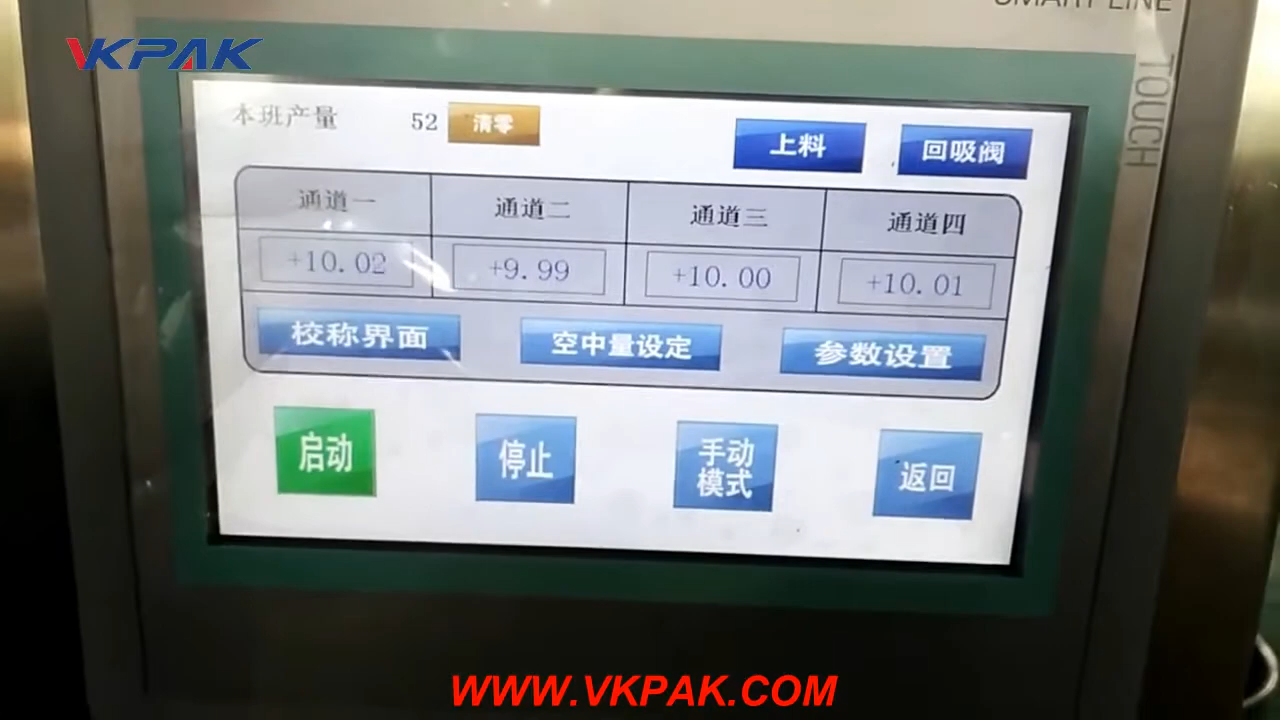 SMART LINE
VKPAK
TOUCH
本班产量 52 清零 上料 回吸阀
通道一 通道二 通道三 通道四
+10.02 +9.99 +10.00 +10.01
校称界面 空中量设定 参数设置
启动 停止 手动 返回
模式
WWW.VKPAK.COM